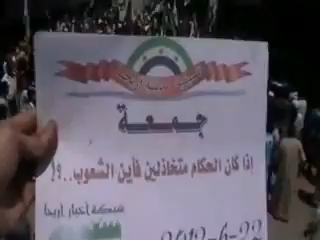 جمعة
إذا كان الحكام متخاذلين فأين الشعوب..؟!
شبكة أخبار أريحا
2012-6-22